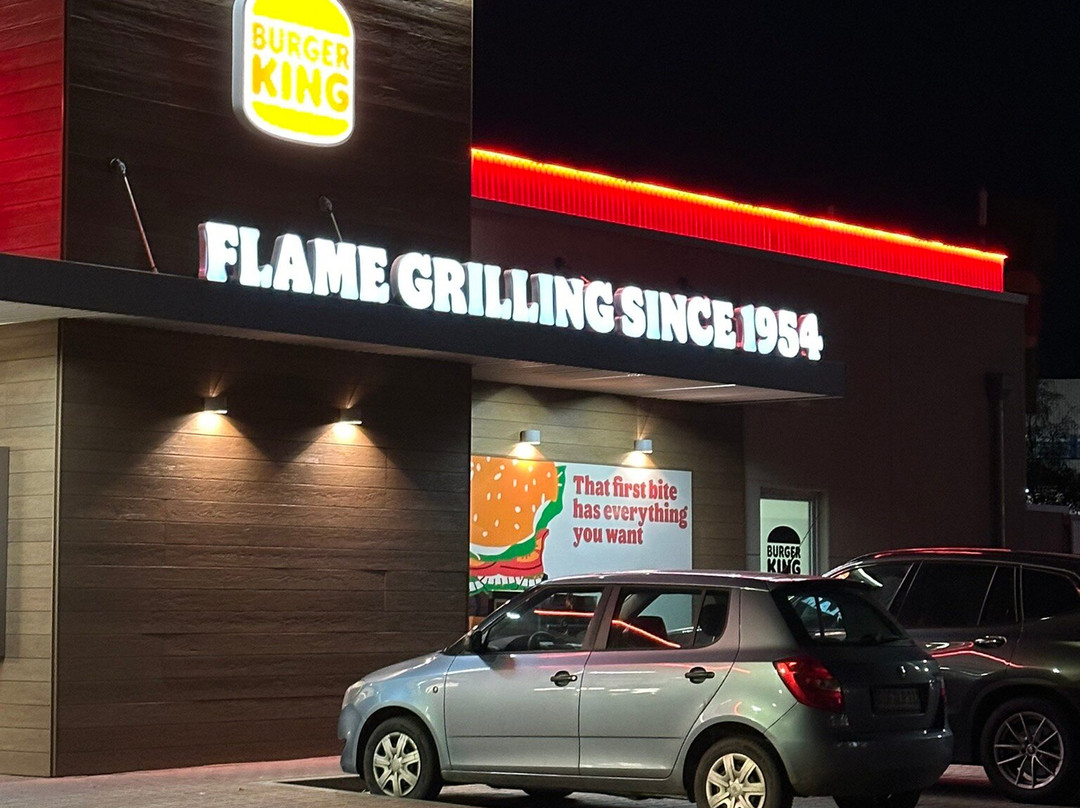 BURGER
KING
FLAME GRILLING SINCE 1954
That first bite
has everything
you want
BURGER
KING